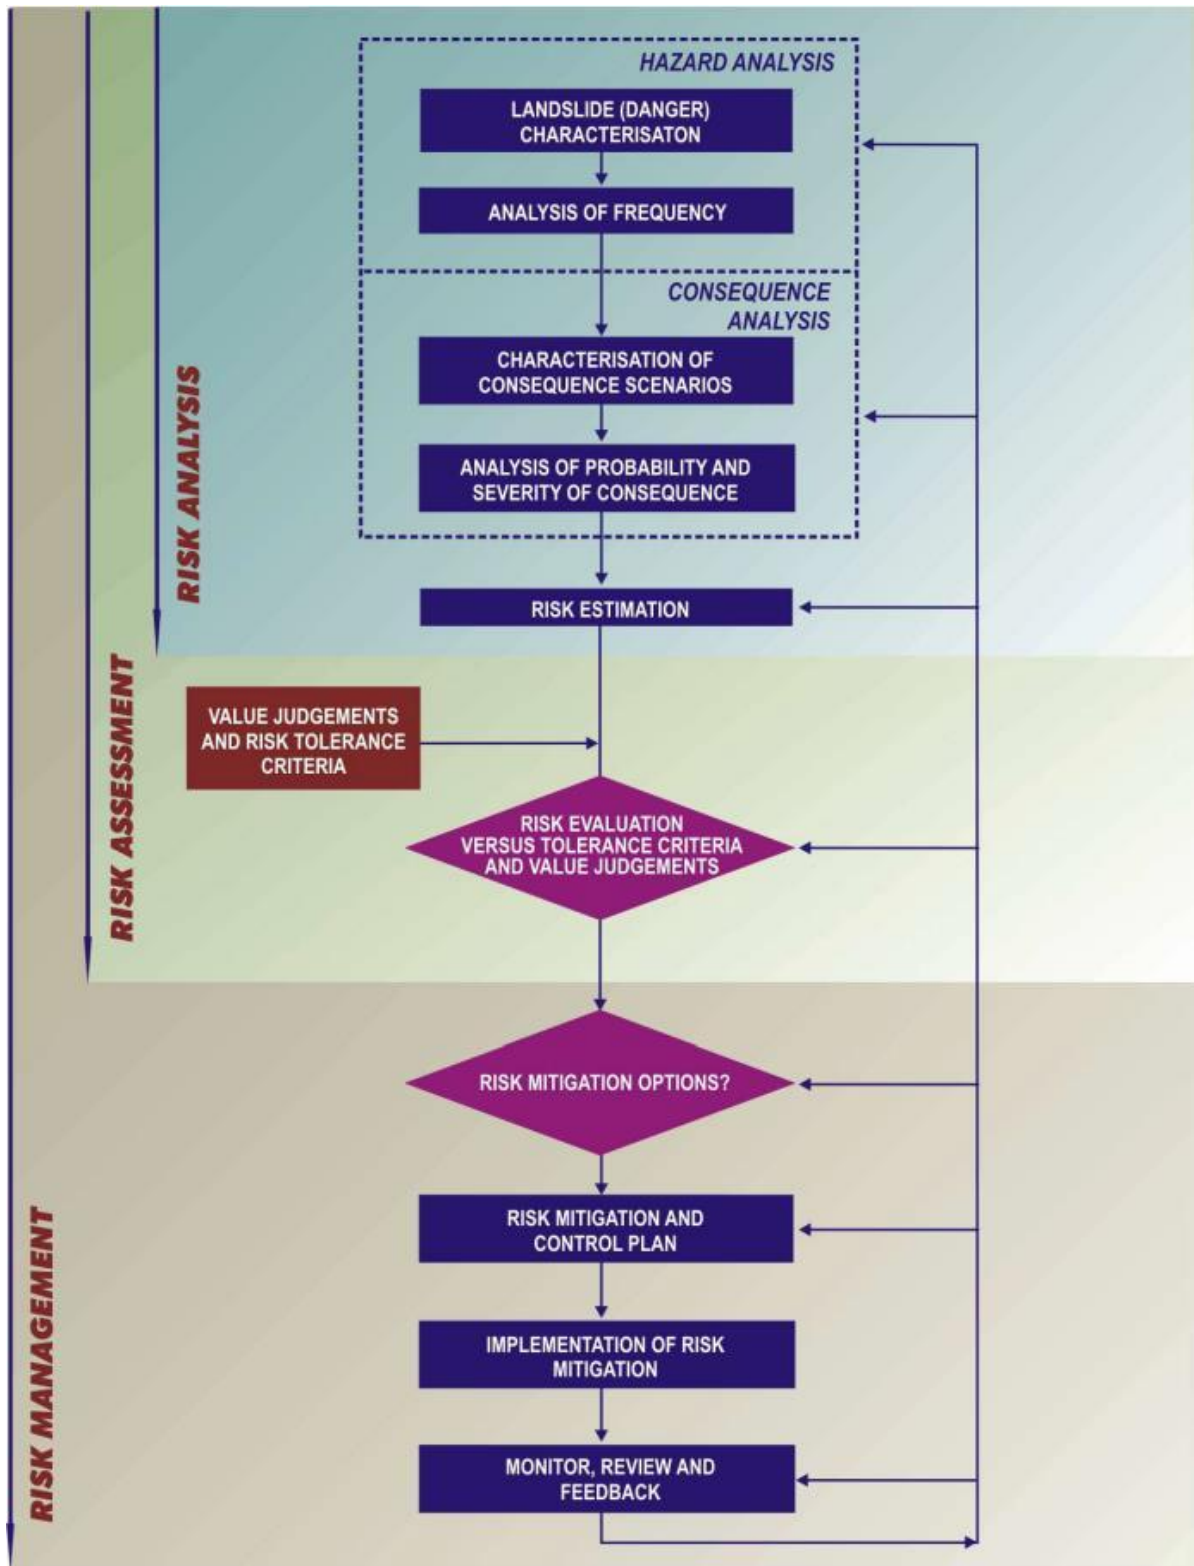 HAZARD ANALYSIS
LANDSLIDE (DANGER)
CHARACTERISATON
ANALYSIS OF FREQUENCY
CONSEQUENCE
ANALYSIS
CHARACTERISATION OF
CONSEQUENCE SCENARIOS
ANALYSIS OF PROBABILITY AND
SEVERITY OF CONSEQUENCE
RISK ANALYSIS
RISK ESTIMATION
VALUE JUDGEMENTS
AND RISK TOLERANCE
CRITERIA
RISK ASSESSMENT
RISK EVALUATION
VERSUS TOLERANCE CRITERIA
AND VALUE JUDGEMENTS
RISK MITIGATION OPTIONS?
RISK MITIGATION AND
CONTROL PLAN
RISK MANAGEMENT
IMPLEMENTATION OF RISK
MITIGATION
MONITOR, REVIEW AND
FEEDBACK